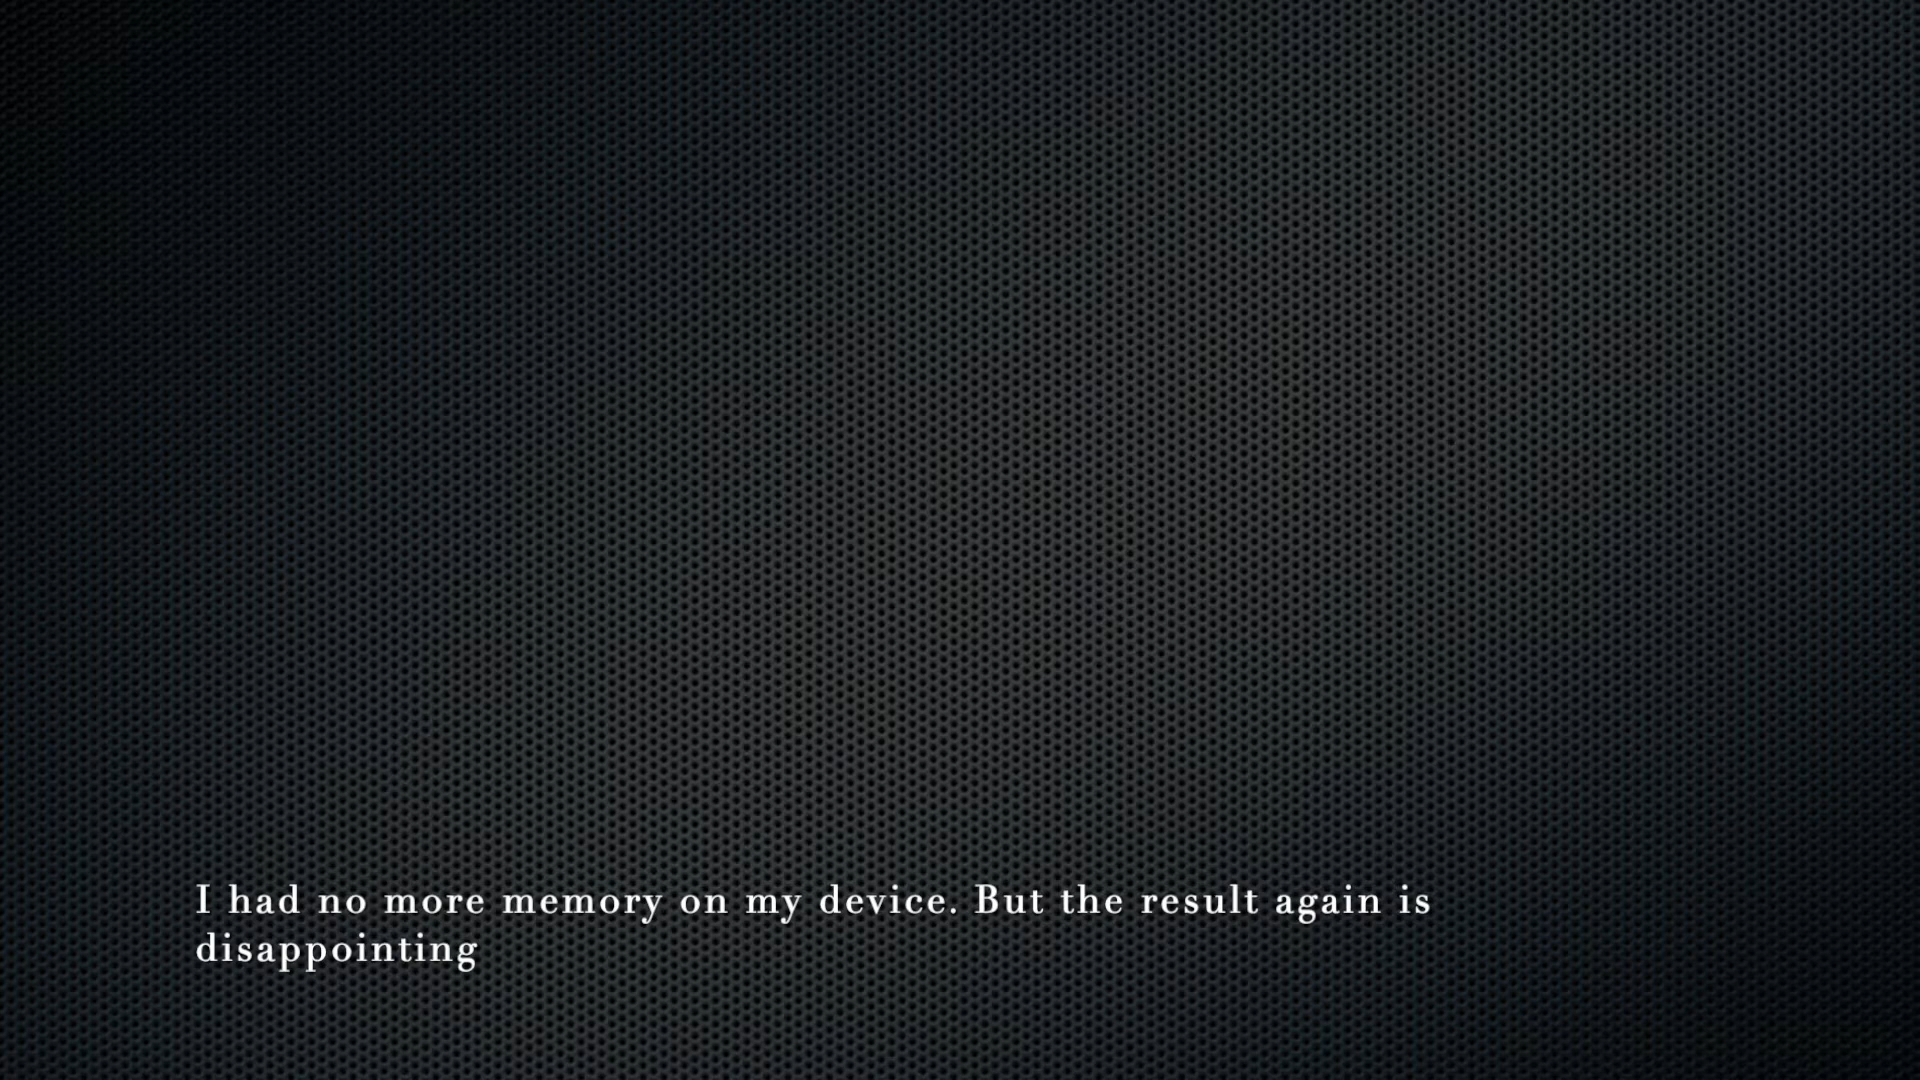 I had no more memory on my device. But the result again is
disappointing